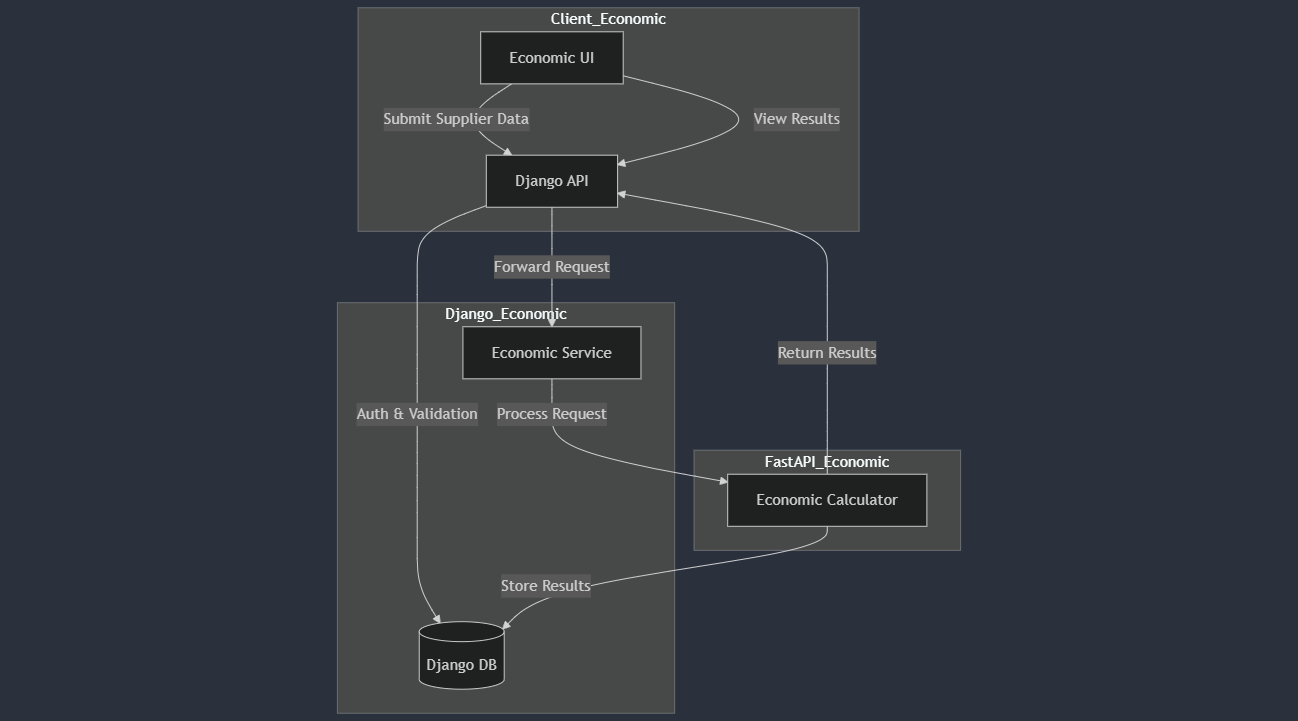 Client_Economic
Economic UI
Submit Supplier Data
View Results
Django API
Forward Request
Django_Economic
Economic Service
Return Results
Auth & Validation
Process Request
FastAPI_Economic
Economic Calculator
Store Results
Django DB